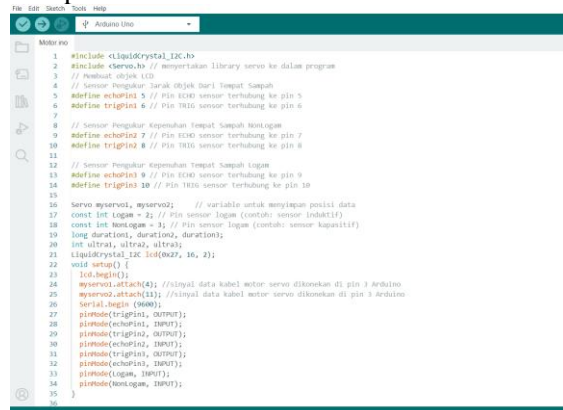 File Edit Sketch Tools Help
Arduino Uno
Motor.ino
1 #include <LiquidCrystal_I2C.h>
2 #include <Servo.h> // menyertakan library servo ke dalam program
3 // Membuat objek LCD
4 // Sensor Pengukur Jarak Objek Dari Tempat Sampah
5 #define echoPin1 5 // Pin ECHO sensor terhubung ke pin 5
6 #define trigPin1 6 // Pin TRIG sensor terhubung ke pin 6
7
8 // Sensor Pengukur Kepenuhan Tempat Sampah NonLogam
9 #define echoPin2 7 // Pin ECHO sensor terhubung ke pin 7
10 #define trigPin2 8 // Pin TRIG sensor terhubung ke pin 8
11
12 // Sensor Pengukur Kepenuhan Tempat Sampah Logam
13 #define echoPin3 9 // Pin ECHO sensor terhubung ke pin 9
14 #define trigPin3 10 // Pin TRIG sensor terhubung ke pin 10
15
16 Servo myservo1, myservo2; // variable untuk menyimpan posisi data
17 const int Logam = 2; // Pin sensor logam (contoh: sensor induktif)
18 const int NonLogam = 3; // Pin sensor logam (contoh: sensor kapasitif)
19 long duration1, duration2, duration3;
20 int ultra1, ultra2, ultra3;
21 LiquidCrystal_I2C lcd(0x27, 16, 2);
22 void setup() {
23 lcd.begin();
24 myservo1.attach(4); //sinyal data kabel motor servo dikonekan di pin 3 Arduino
25 myservo2.attach(11); //sinyal data kabel motor servo dikonekan di pin 3 Arduino
26 Serial.begin (9600);
27 pinMode(trigPin1, OUTPUT);
28 pinMode(echoPin1, INPUT);
29 pinMode(trigPin2, OUTPUT);
30 pinMode(echoPin2, INPUT);
31 pinMode(trigPin3, OUTPUT);
32 pinMode(echoPin3, INPUT);
33 pinMode(Logam, INPUT);
34 pinMode(NonLogam, INPUT);
35 }
36